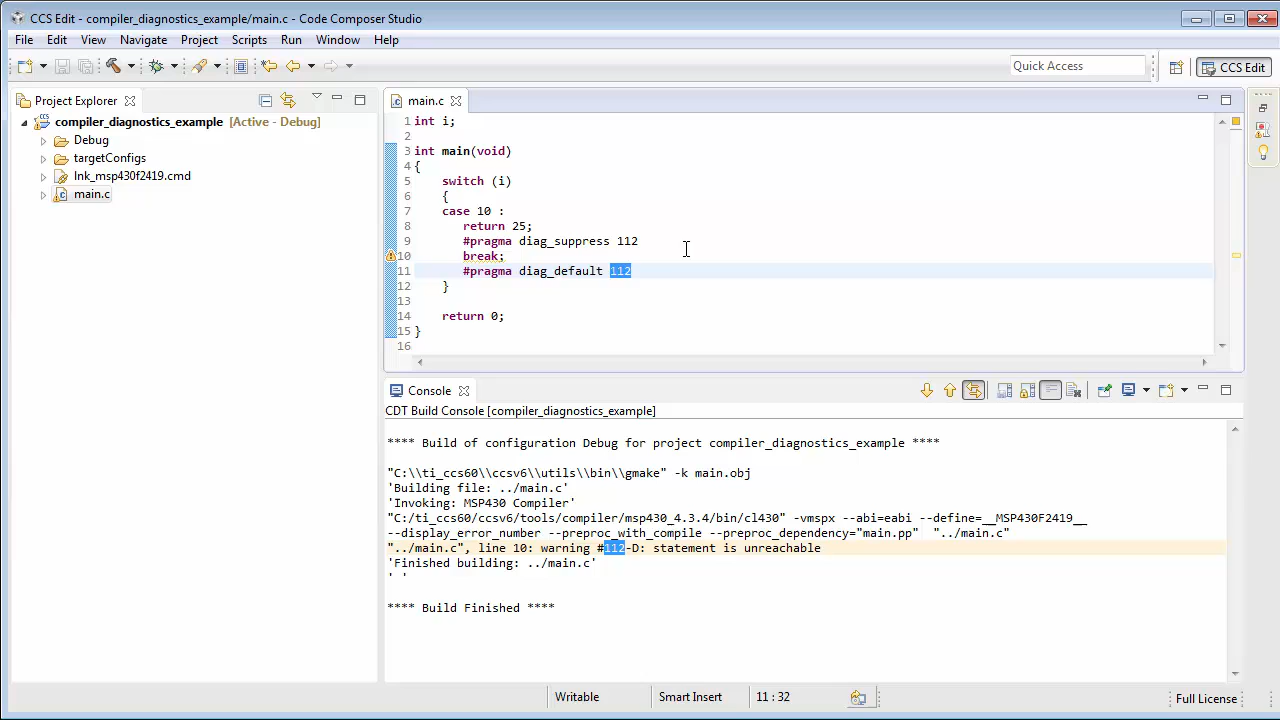 CCS Edit - compiler_diagnostics_example/main.c - Code Composer Studio
File Edit View Navigate Project Scripts Run Window Help
Quick Access
CCS Edit
Project Explorer
compiler_diagnostics_example [Active - Debug]
Debug
targetConfigs
lnk_msp430f2419.cmd
main.c
main.c
1 int i;
2
3 int main(void)
4 {
5 switch (i)
6 {
7 case 10 :
8 return 25;
9 #pragma diag_suppress 112
10 break;
11 #pragma diag_default 112
12 }
13
14 return 0;
15 }
16
Console
CDT Build Console [compiler_diagnostics_example]
**** Build of configuration Debug for project compiler_diagnostics_example ****
"C:\\ti_ccs60\\ccsv6\\utils\\bin\\gmake" -k main.obj
'Building file: ../main.c'
'Invoking: MSP430 Compiler'
"C:/ti_ccs60/ccsv6/tools/compiler/msp430_4.3.4/bin/cl430" -vmspx --abi=eabi --define=__MSP430F2419__
--display_error_number --preproc_with_compile --preproc_dependency="main.pp" "../main.c"
"../main.c", line 10: warning #112-D: statement is unreachable
'Finished building: ../main.c'
' '
**** Build Finished ****
Writable Smart Insert 11 : 32 Full License